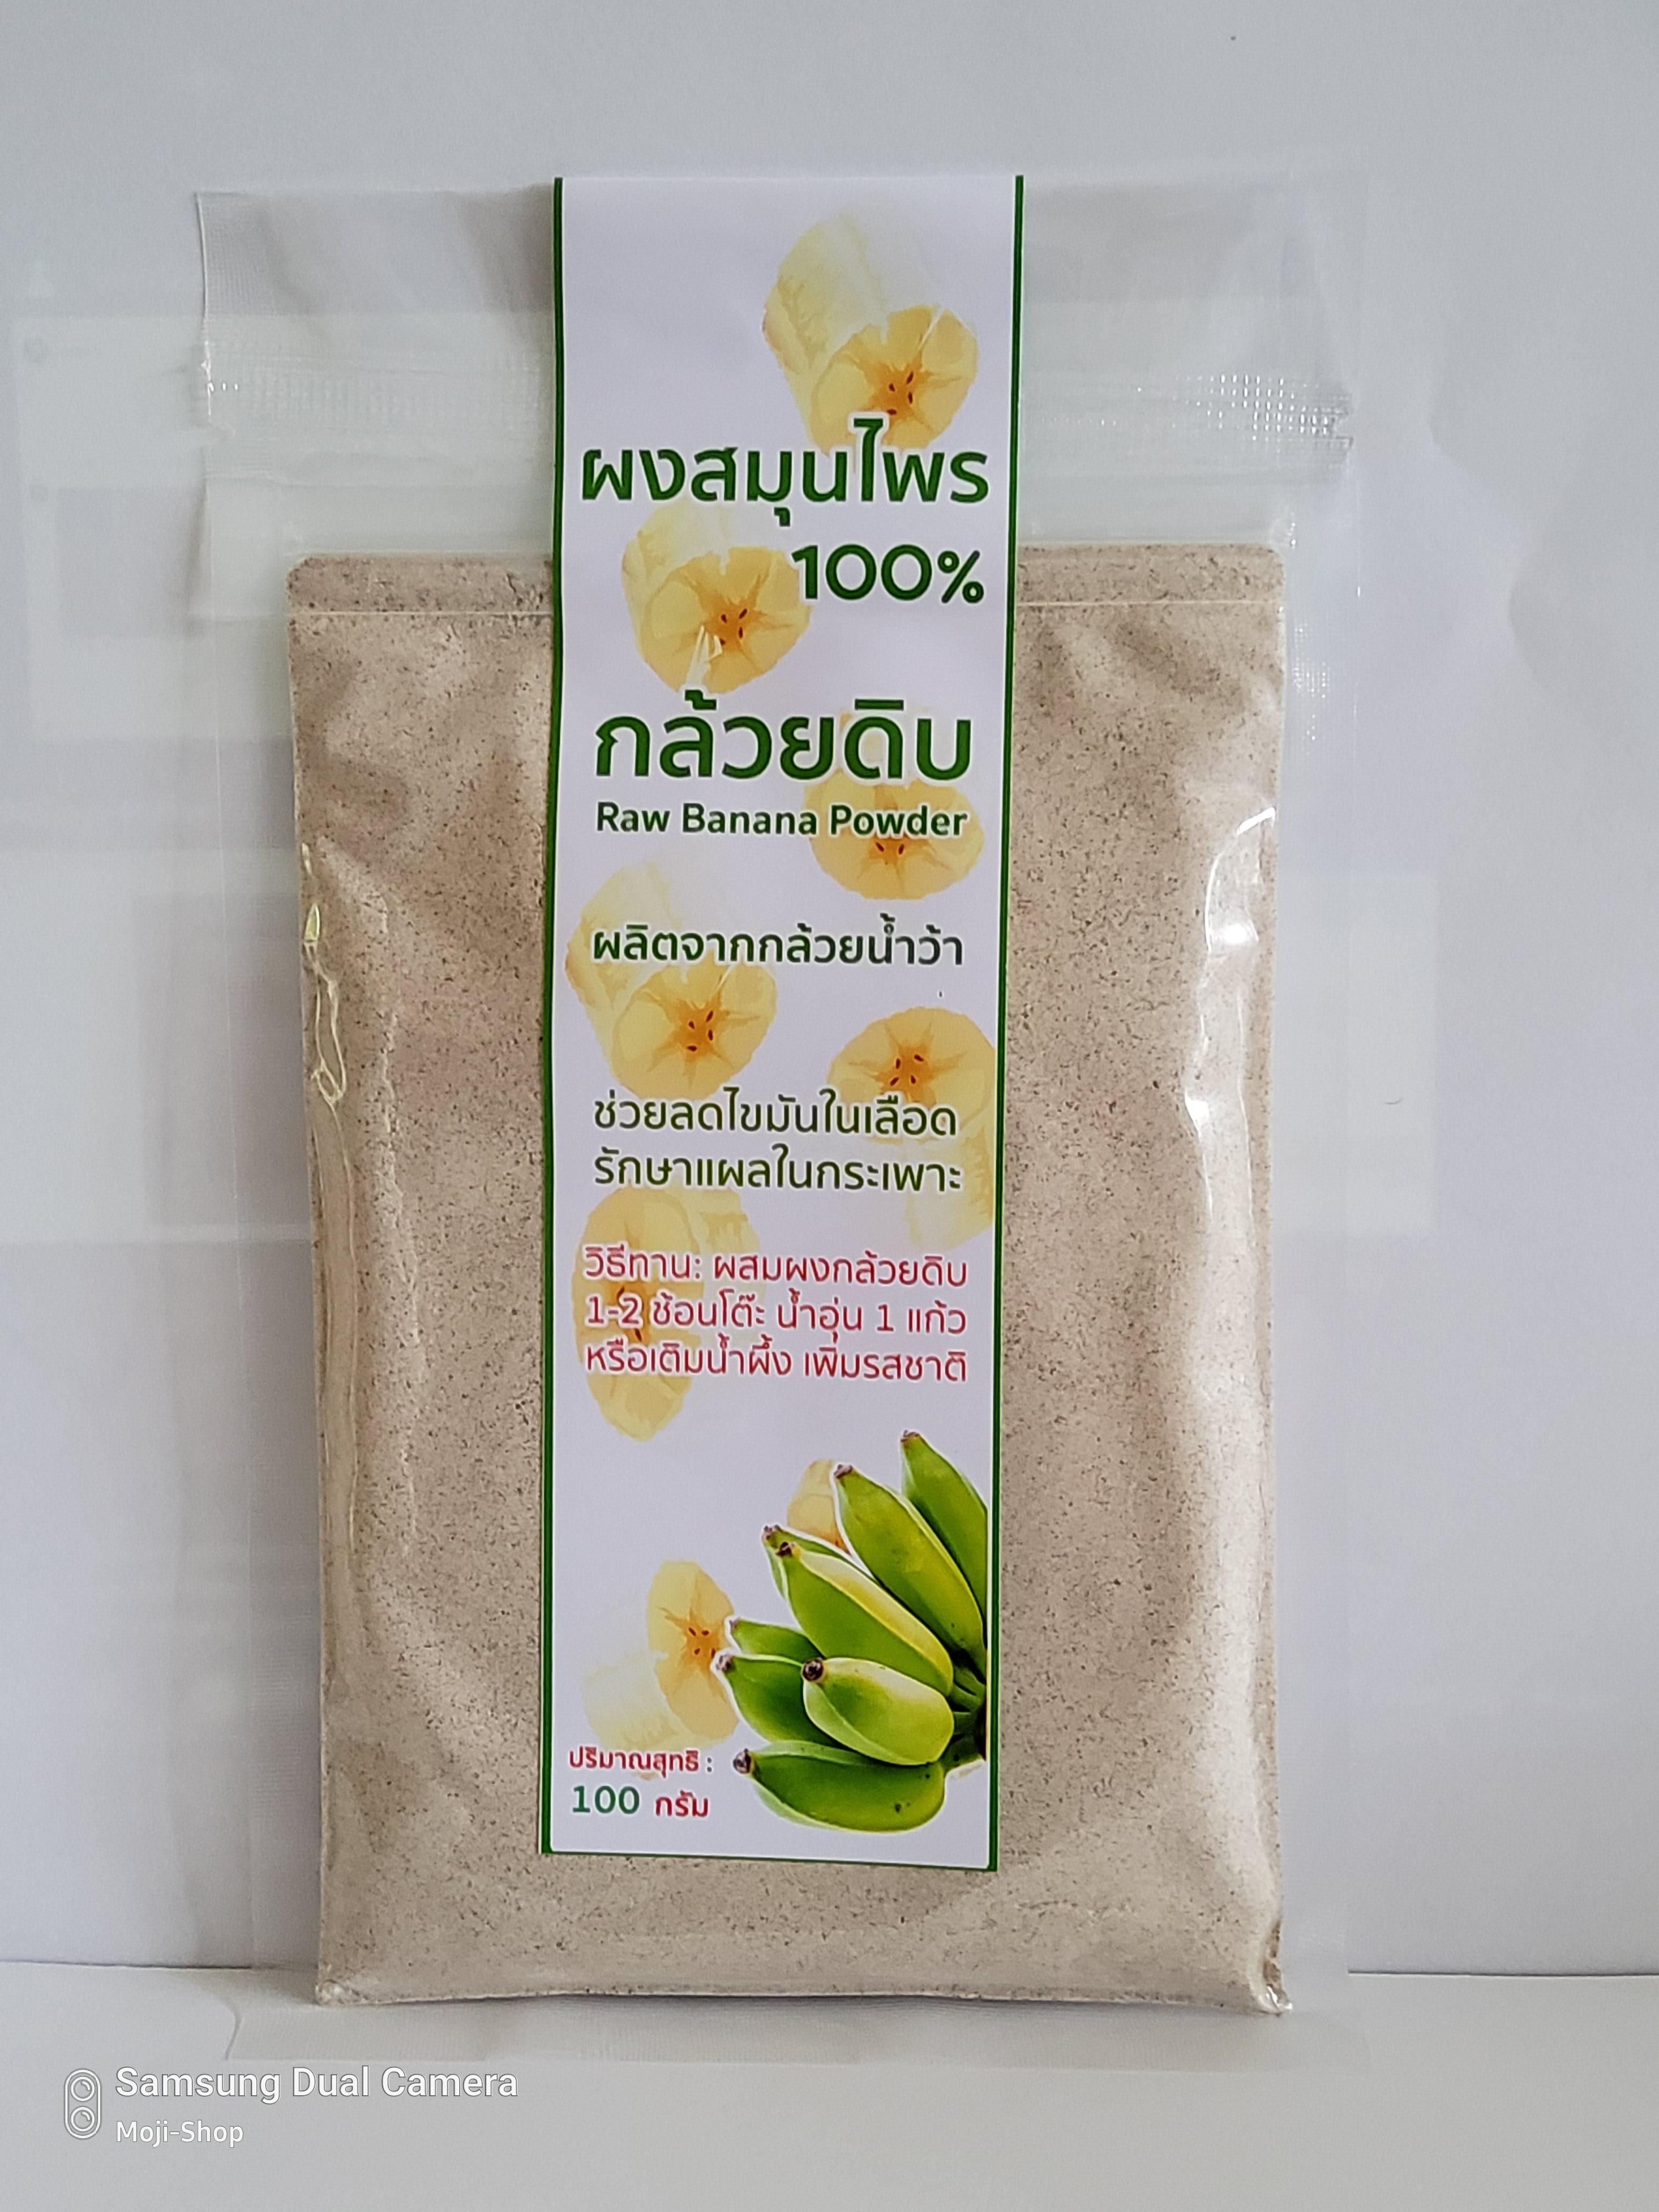 ผงสมุนไพร
100%
กล้วยดิบ
Raw Banana Powder
ผลิตจากกล้วยน้ำว้า
ช่วยลดไขมันในเลือด
รักษาแผลในกระเพาะ
วิธีทาน: ผสมผงกล้วยดิบ
1-2 ช้อนโต๊ะ น้ำอุ่น 1 แก้ว
หรือเติมน้ำผึ้ง เพิ่มรสชาติ
ปริมาณสุทธิ :
100 กรัม
Samsung Dual Camera
Moji-Shop